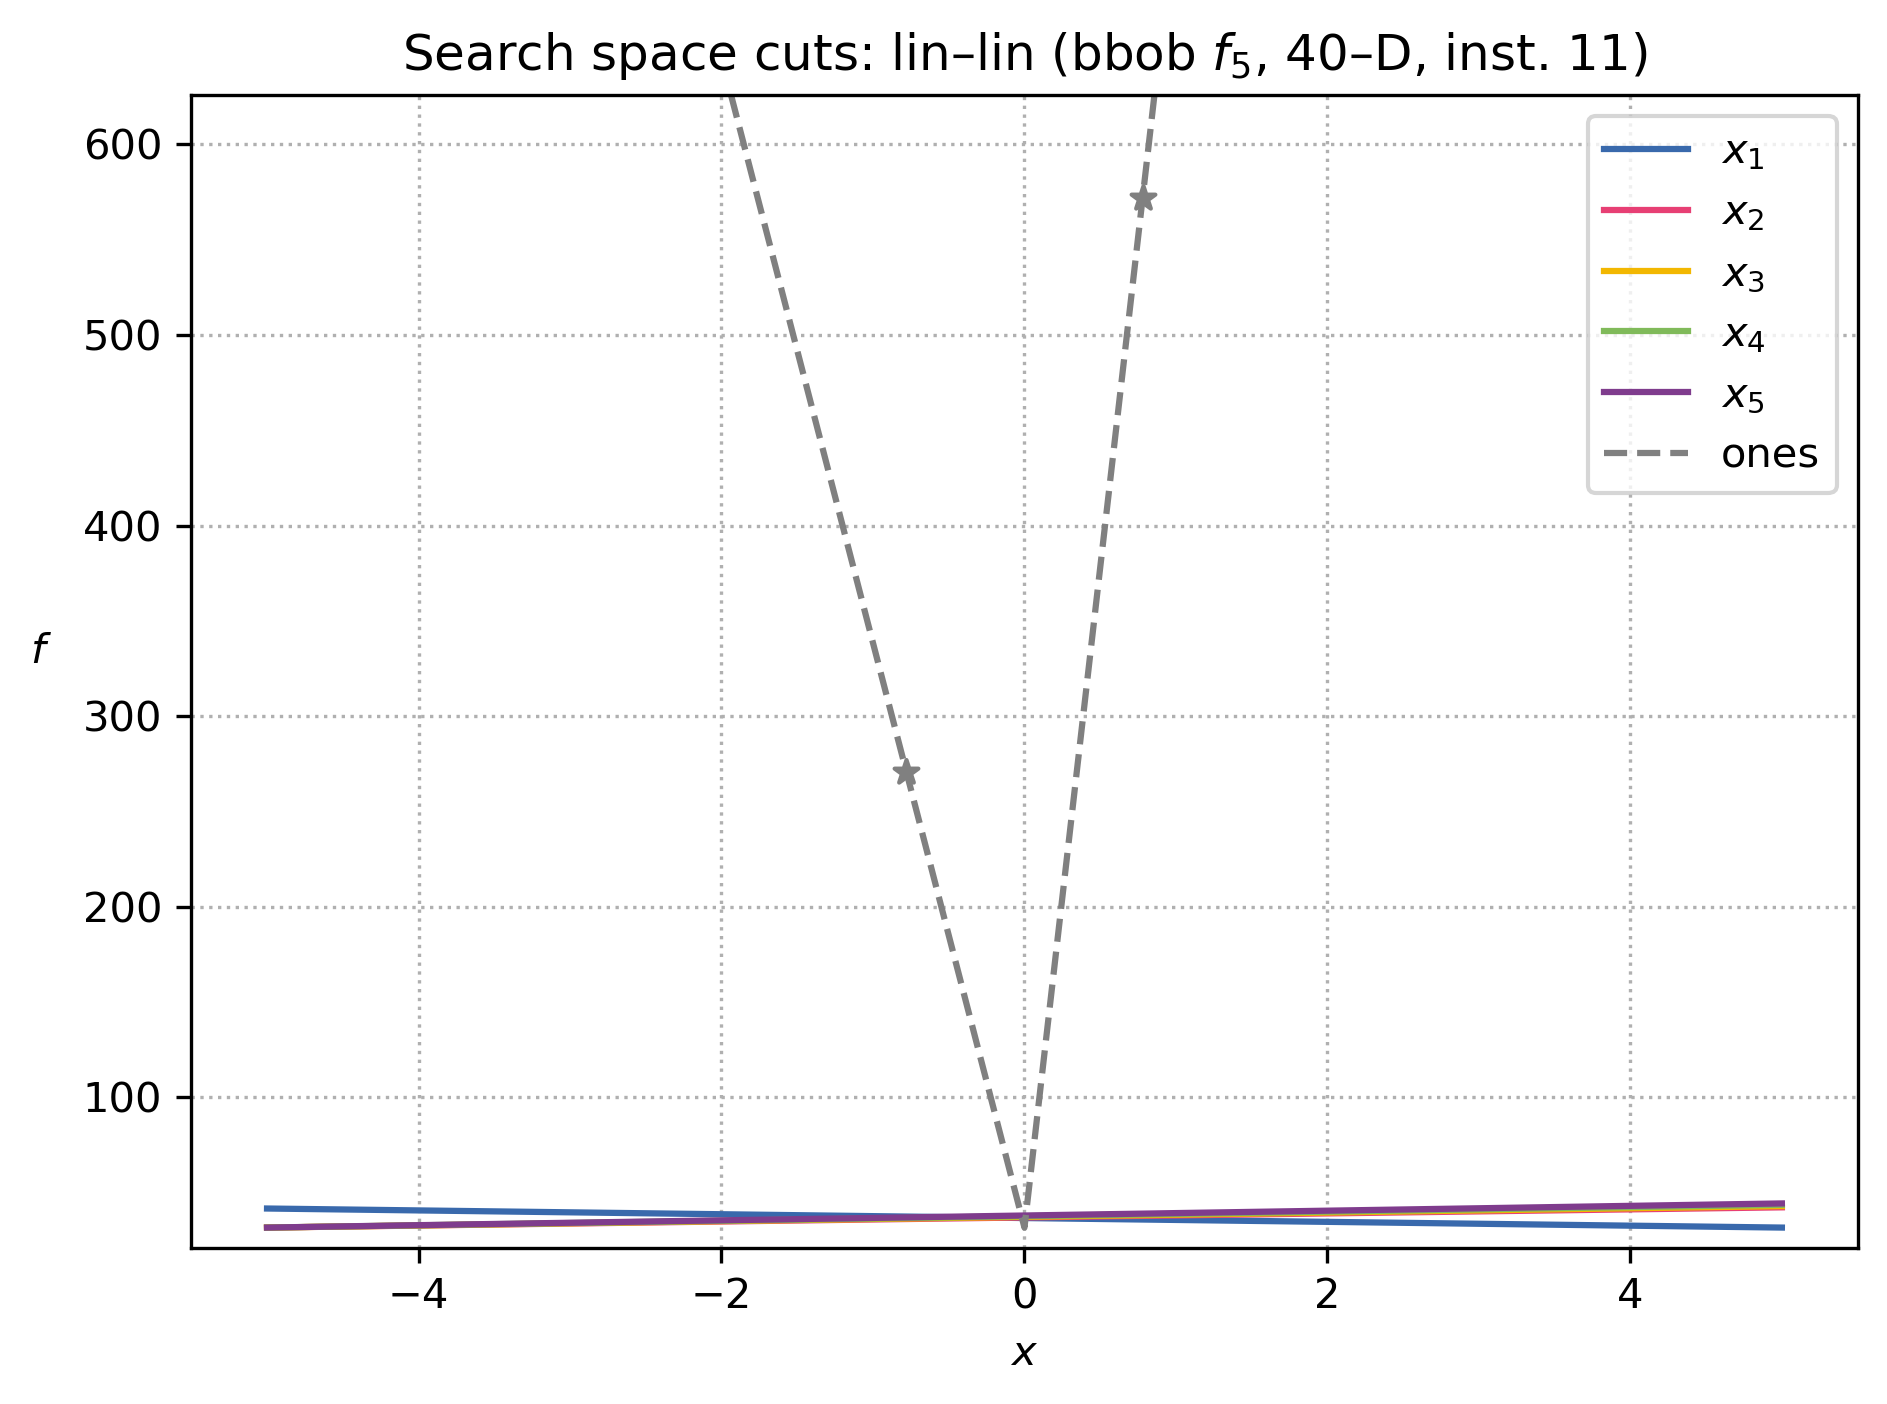 Search space cuts: lin–lin (bbob f₅, 40–D, inst. 11)
600
500
400
300
200
100
f
−4
−2
0
2
4
x
x₁
x₂
x₃
x₄
x₅
ones